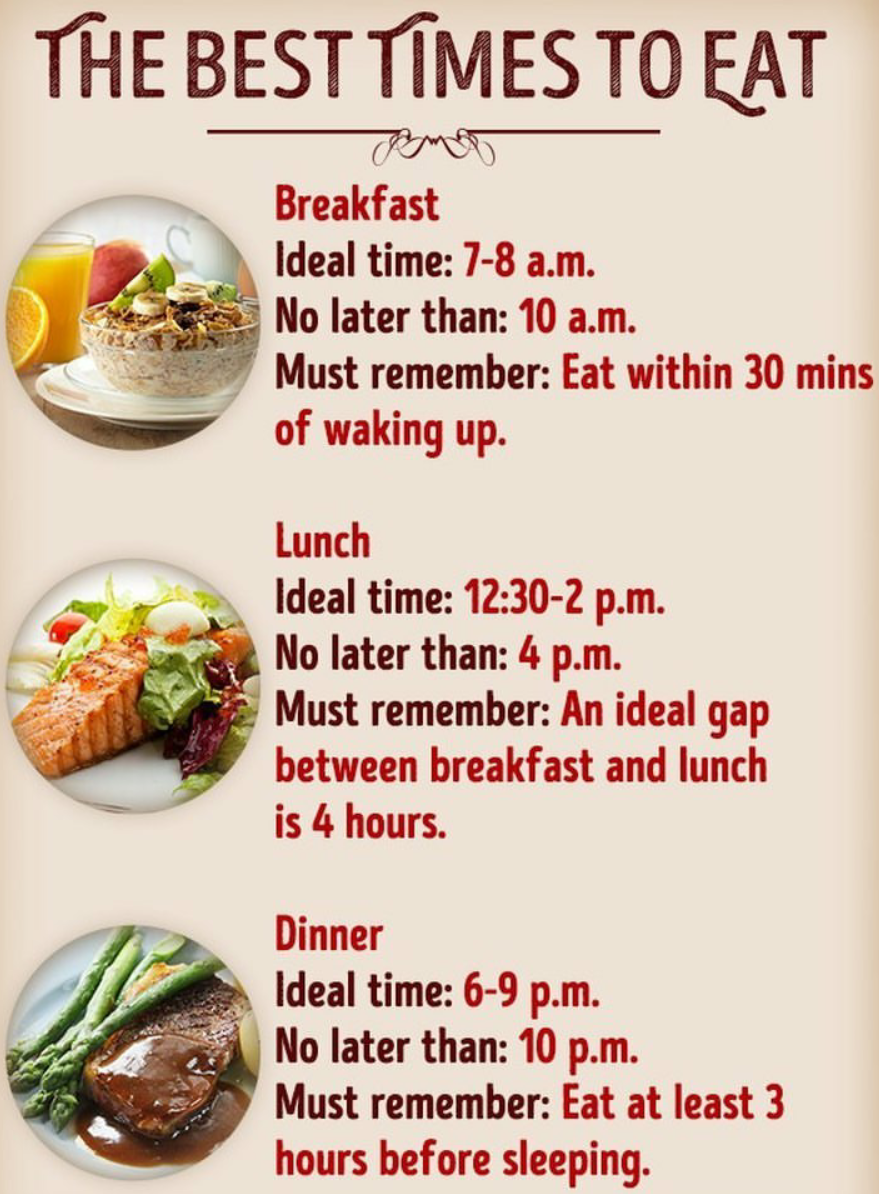 THE BEST TIMES TO EAT
Breakfast
Ideal time: 7-8 a.m.
No later than: 10 a.m.
Must remember: Eat within 30 mins
of waking up.
Lunch
Ideal time: 12:30-2 p.m.
No later than: 4 p.m.
Must remember: An ideal gap
between breakfast and lunch
is 4 hours.
Dinner
Ideal time: 6-9 p.m.
No later than: 10 p.m.
Must remember: Eat at least 3
hours before sleeping.